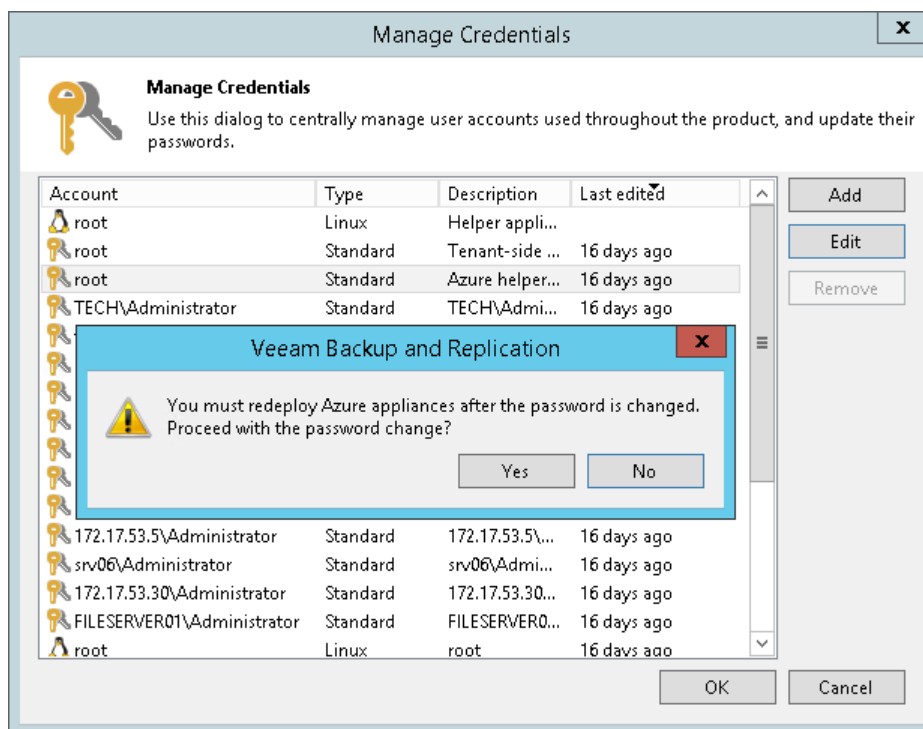 Manage Credentials
x
Manage Credentials
Use this dialog to centrally manage user accounts used throughout the product, and update their
passwords.
Account Type Description Last edited
root Linux Helper appli...
root Standard Tenant-side ... 16 days ago
root Standard Azure helper... 16 days ago
TECH\Administrator Standard TECH\Admi... 16 days ago
Add
Edit
Remove
Veeam Backup and Replication
x
You must redeploy Azure appliances after the password is changed.
Proceed with the password change?
Yes No
172.17.53.5\Administrator Standard 172.17.53.5\... 16 days ago
srv06\Administrator Standard srv06\Admi... 16 days ago
172.17.53.30\Administrator Standard 172.17.53.30... 16 days ago
FILESERVER01\Administrator Standard FILESERVER0... 16 days ago
root Linux root 16 days ago
OK Cancel